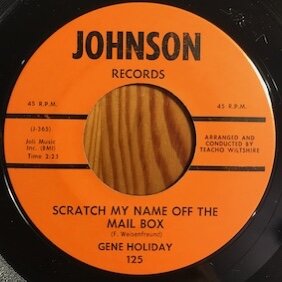 JOHNSON
RECORDS
45 R.P.M.
45 R.P.M.
(J-365)
Joli Music
Inc. (BMI)
Time 2:23
ARRANGED AND
CONDUCTED BY
TEACHO WILTSHIRE
SCRATCH MY NAME OFF THE
MAIL BOX
(F. Weisenfreund)
GENE HOLIDAY
125